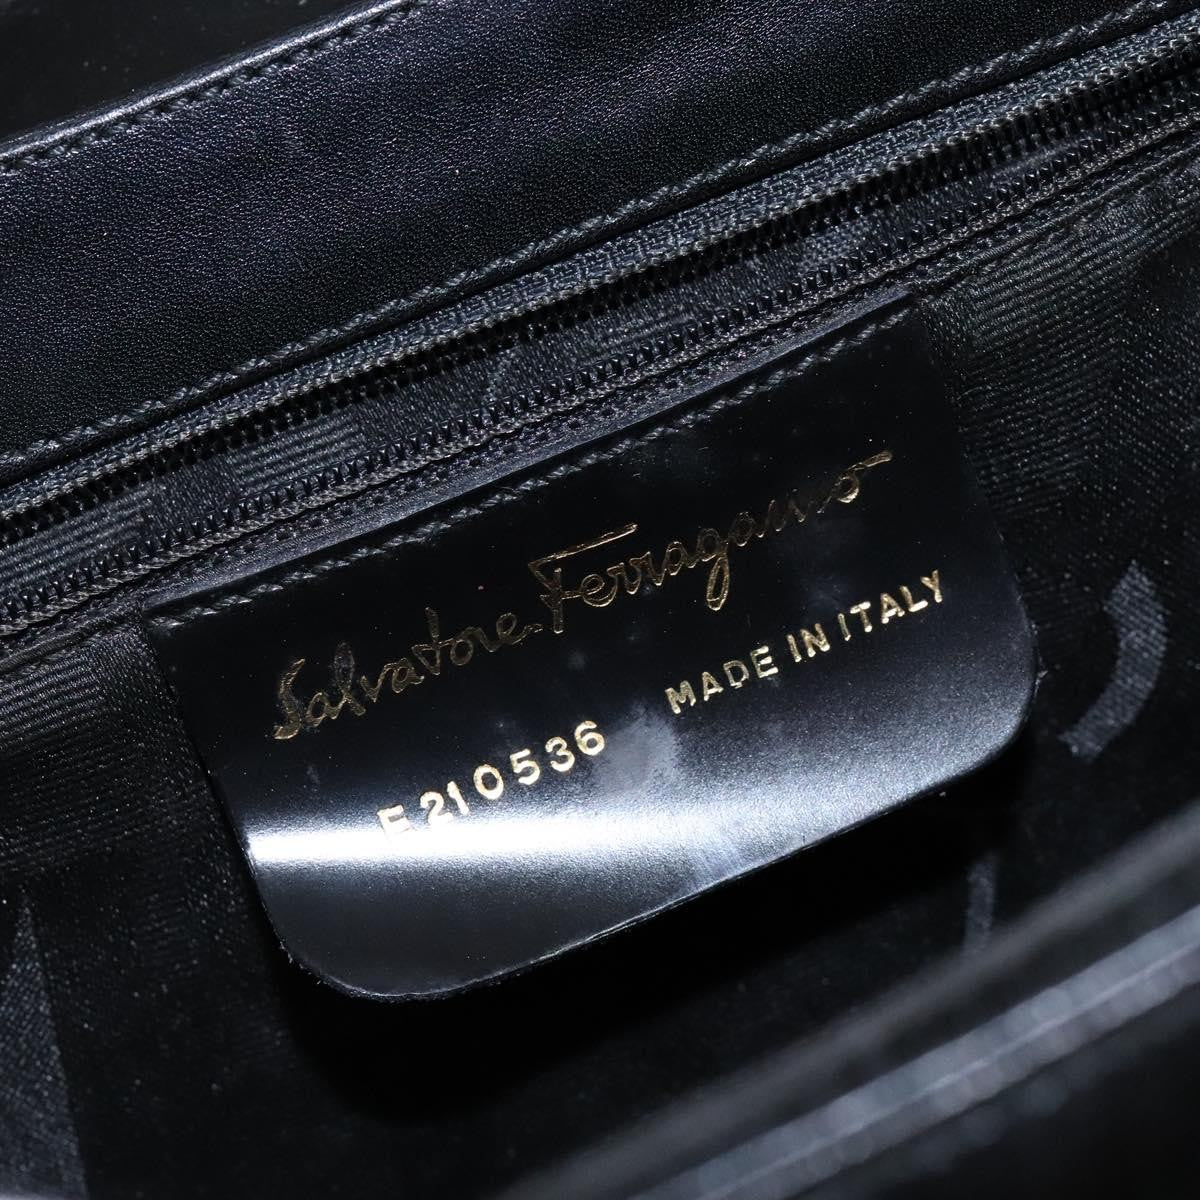 Salvatore Ferragamo
E210536 MADE IN ITALY